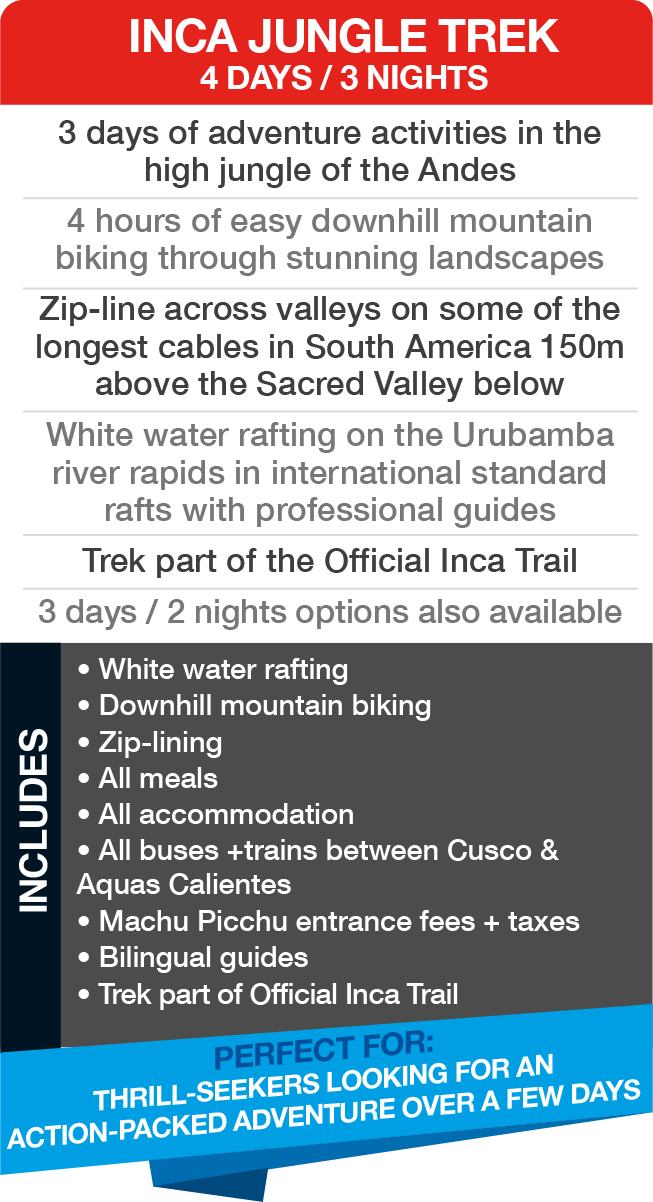 INCA JUNGLE TREK
4 DAYS / 3 NIGHTS
3 days of adventure activities in the
high jungle of the Andes
4 hours of easy downhill mountain
biking through stunning landscapes
Zip-line across valleys on some of the
longest cables in South America 150m
above the Sacred Valley below
White water rafting on the Urubamba
river rapids in international standard
rafts with professional guides
Trek part of the Official Inca Trail
3 days / 2 nights options also available
INCLUDES
• White water rafting
• Downhill mountain biking
• Zip-lining
• All meals
• All accommodation
• All buses +trains between Cusco &
Aquas Calientes
• Machu Picchu entrance fees + taxes
• Bilingual guides
• Trek part of Official Inca Trail
PERFECT FOR:
THRILL-SEEKERS LOOKING FOR AN
ACTION-PACKED ADVENTURE OVER A FEW DAYS